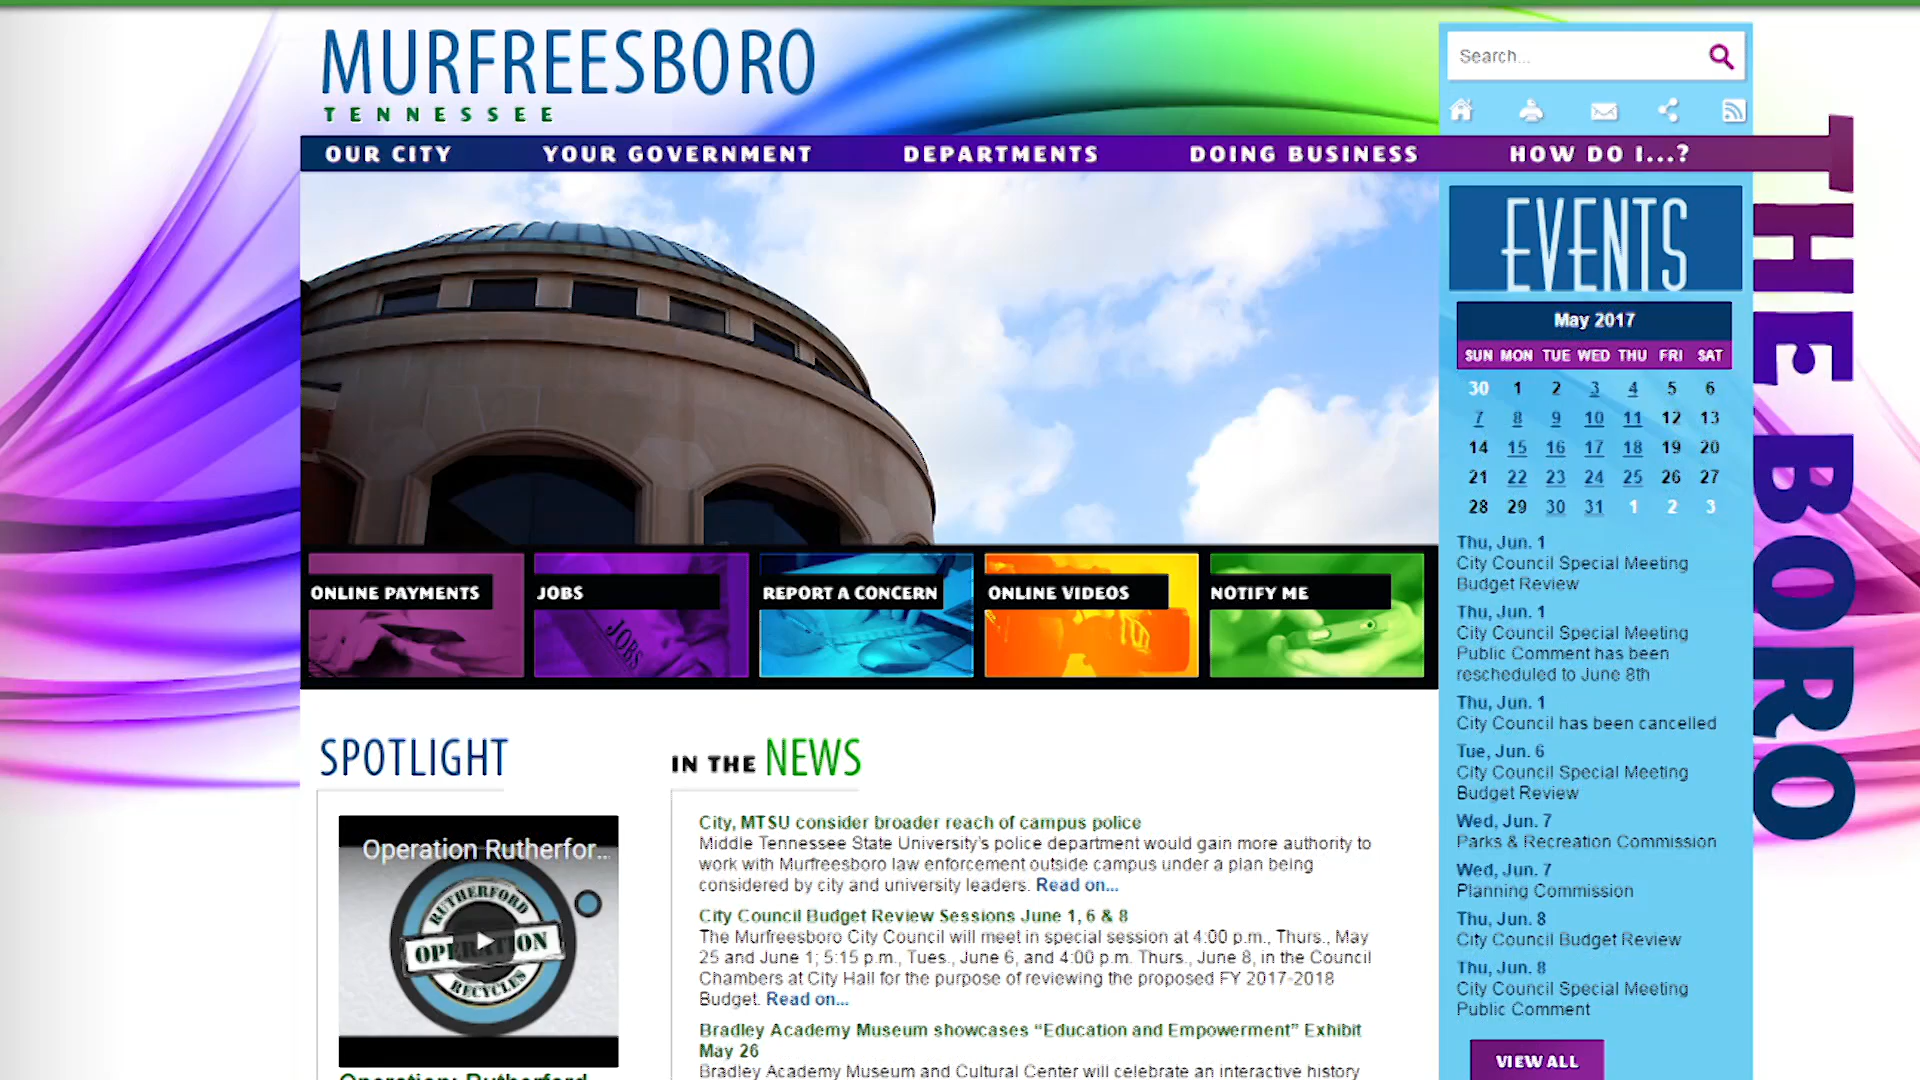 MURFREESBORO
TENNESSEE
Search...
OUR CITY YOUR GOVERNMENT DEPARTMENTS DOING BUSINESS HOW DO I...?
THE BORO
ONLINE PAYMENTS
JOBS
JOBS
REPORT A CONCERN
ONLINE VIDEOS
NOTIFY ME
SPOTLIGHT
Operation Rutherfor...
RUTHERFORD
OPERATION
RECYCLES
IN THE NEWS
City, MTSU consider broader reach of campus police
Middle Tennessee State University's police department would gain more authority to
work with Murfreesboro law enforcement outside campus under a plan being
considered by city and university leaders. Read on...
City Council Budget Review Sessions June 1, 6 & 8
The Murfreesboro City Council will meet in special session at 4:00 p.m., Thurs., May
25 and June 1; 5:15 p.m., Tues., June 6, and 4:00 p.m. Thurs., June 8, in the Council
Chambers at City Hall for the purpose of reviewing the proposed FY 2017-2018
Budget. Read on...
Bradley Academy Museum showcases “Education and Empowerment” Exhibit
May 26
Bradley Academy Museum and Cultural Center will celebrate an interactive history
EVENTS
May 2017
SUN MON TUE WED THU FRI SAT
30 1 2 3 4 5 6
7 8 9 10 11 12 13
14 15 16 17 18 19 20
21 22 23 24 25 26 27
28 29 30 31 1 2 3
Thu, Jun. 1
City Council Special Meeting
Budget Review
Thu, Jun. 1
City Council Special Meeting
Public Comment has been
rescheduled to June 8th
Thu, Jun. 1
City Council has been cancelled
Tue, Jun. 6
City Council Special Meeting
Budget Review
Wed, Jun. 7
Parks & Recreation Commission
Wed, Jun. 7
Planning Commission
Thu, Jun. 8
City Council Budget Review
Thu, Jun. 8
City Council Special Meeting
Public Comment
VIEW ALL